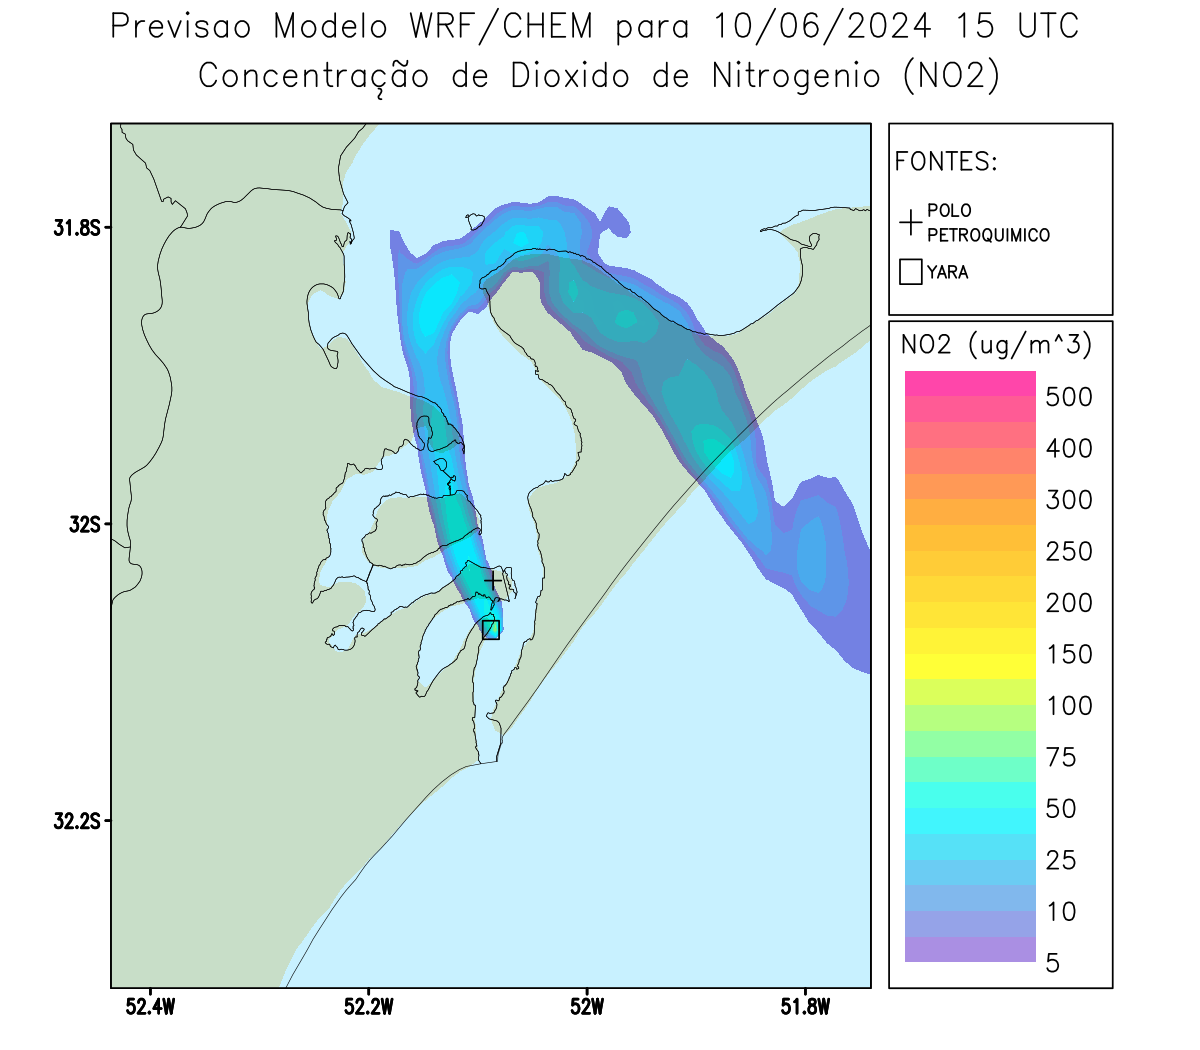 Previsao Modelo WRF/CHEM para 10/06/2024 15 UTC
Concentração de Dioxido de Nitrogenio (NO2)
31.8S
32S
32.2S
52.4W
52.2W
52W
51.8W
FONTES:
POLO
PETROQUIMICO
YARA
NO2 (ug/m^3)
500
400
300
250
200
150
100
75
50
25
10
5